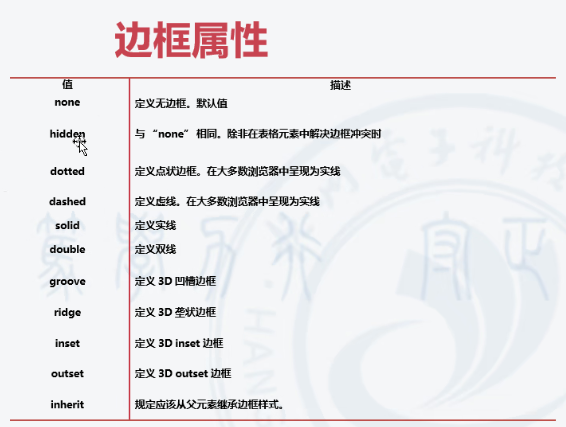 边框属性
值 描述
none 定义无边框。默认值
hidden 与 “none” 相同。除非在表格元素中解决边框冲突时
dotted 定义点状边框。在大多数浏览器中呈现为实线
dashed 定义虚线。在大多数浏览器中呈现为实线
solid 定义实线
double 定义双线
groove 定义 3D 凹槽边框
ridge 定义 3D 垄状边框
inset 定义 3D inset 边框
outset 定义 3D outset 边框
inherit 规定应该从父元素继承边框样式。